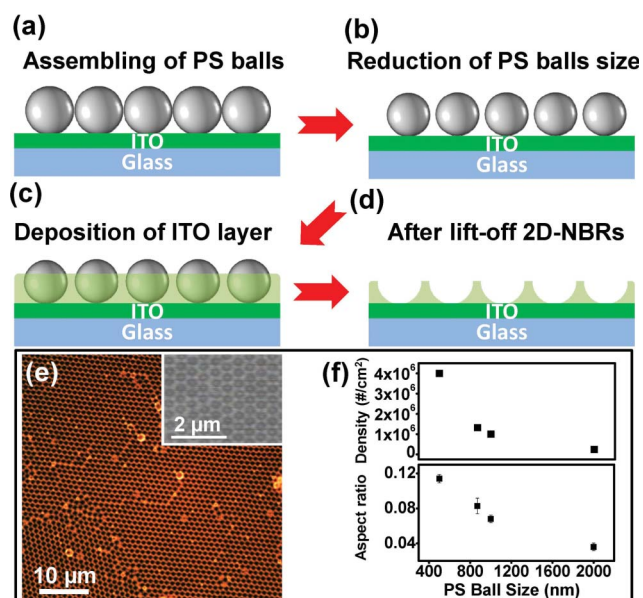 (a)
Assembling of PS balls
ITO
Glass
(b)
Reduction of PS balls size
ITO
Glass
(c)
Deposition of ITO layer
ITO
Glass
(d)
After lift-off 2D-NBRs
ITO
Glass
(e)
2 µm
10 µm
(f)
Density (#/cm²)
4x10⁶
3x10⁶
2x10⁶
1x10⁶
0
Aspect ratio
0.12
0.08
0.04
400 800 1200 1600 2000
PS Ball Size (nm)